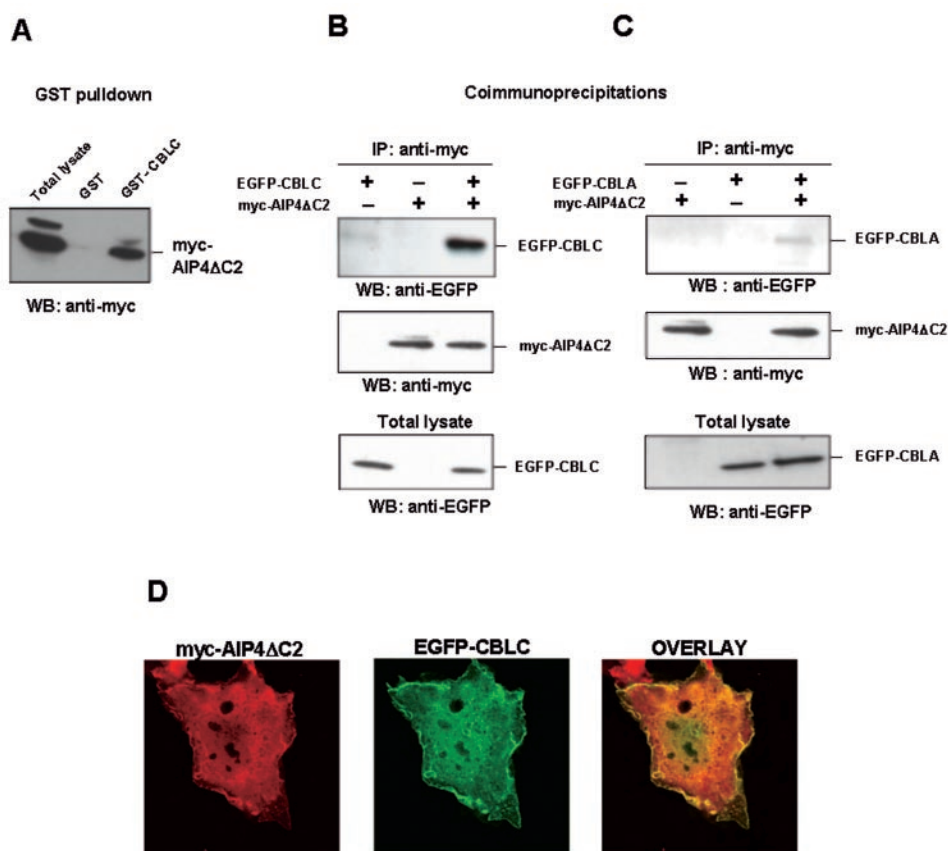 A
GST pulldown
Total lysate
GST
GST-CBLC
myc-
AIP4ΔC2
WB: anti-myc
B
C
Coimmunoprecipitations
IP: anti-myc
EGFP-CBLC + – +
myc-AIP4ΔC2 – + +
EGFP-CBLC
WB: anti-EGFP
myc-AIP4ΔC2
WB: anti-myc
Total lysate
EGFP-CBLC
WB: anti-EGFP
IP: anti-myc
EGFP-CBLA – + +
myc-AIP4ΔC2 + – +
EGFP-CBLA
WB : anti-EGFP
myc-AIP4ΔC2
WB : anti-myc
Total lysate
EGFP-CBLA
WB: anti-EGFP
D
myc-AIP4ΔC2
EGFP-CBLC
OVERLAY